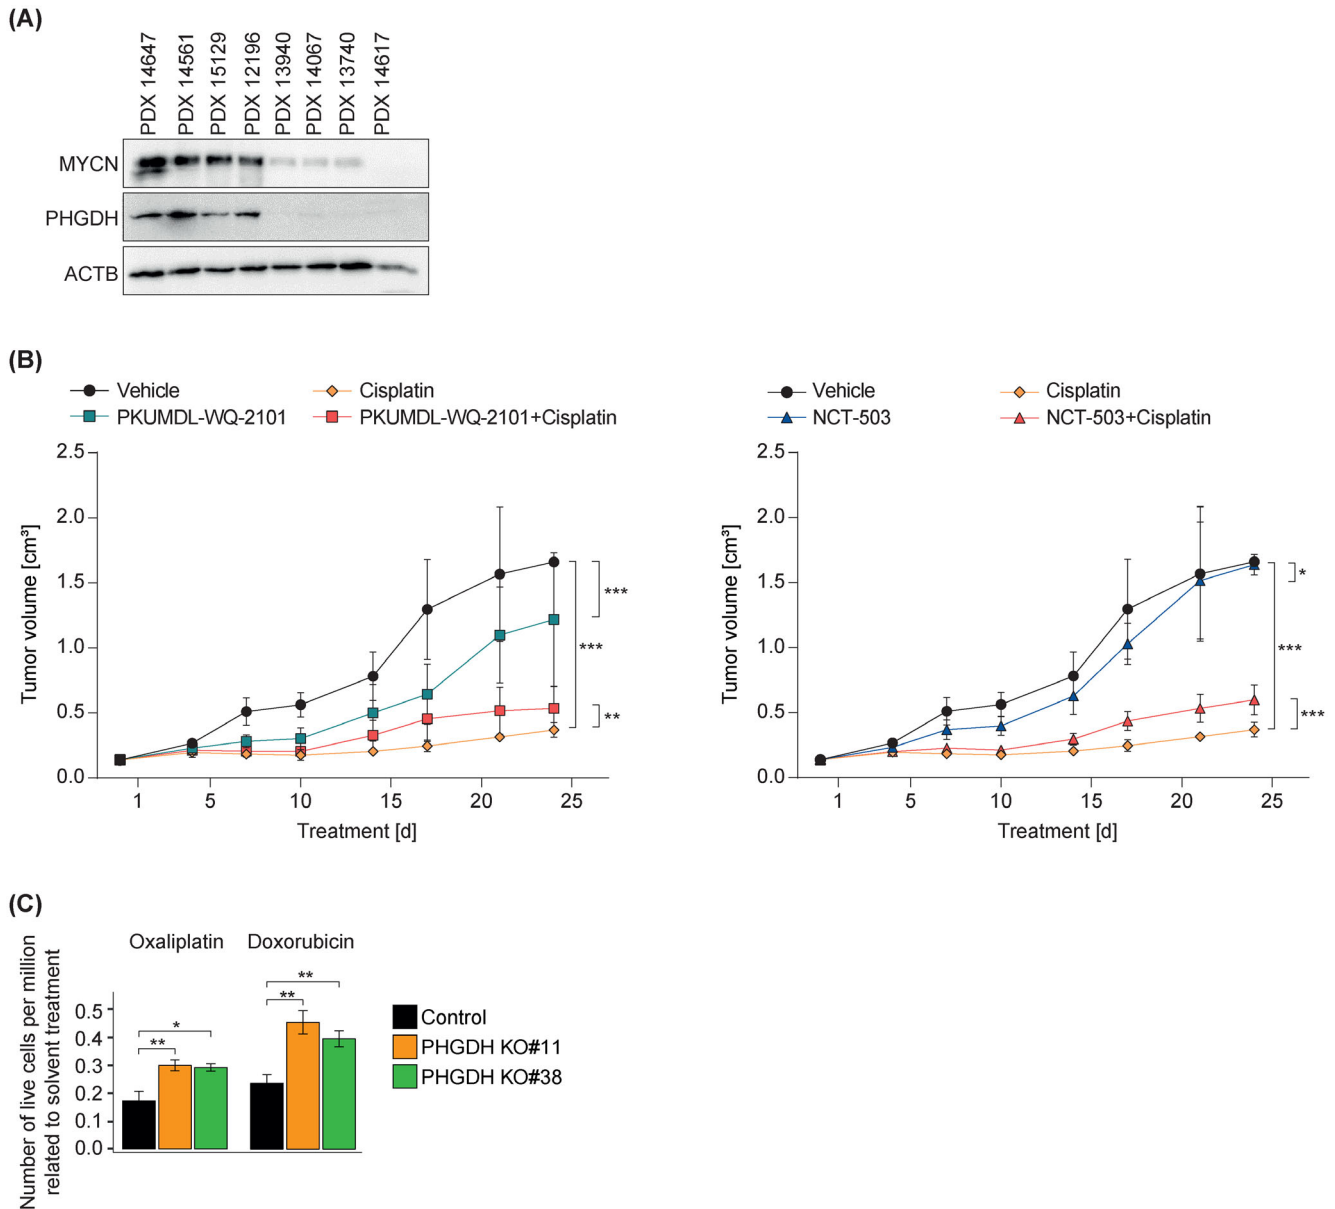 (A)
PDX 14647
PDX 14561
PDX 15129
PDX 12196
PDX 13940
PDX 14067
PDX 13740
PDX 14617
MYCN
PHGDH
ACTB
(B)
Vehicle
Cisplatin
PKUMDL-WQ-2101
PKUMDL-WQ-2101+Cisplatin
Tumor volume [cm³]
2.5
2.0
1.5
1.0
0.5
0.0
***
***
**
1 5 10 15 20 25
Treatment [d]
Vehicle
Cisplatin
NCT-503
NCT-503+Cisplatin
Tumor volume [cm³]
2.5
2.0
1.5
1.0
0.5
0.0
*
***
***
1 5 10 15 20 25
Treatment [d]
(C)
Number of live cells per million
related to solvent treatment
Oxaliplatin Doxorubicin
0.5
0.4
0.3
0.2
0.1
0.0
*
**
**
**
Control
PHGDH KO#11
PHGDH KO#38